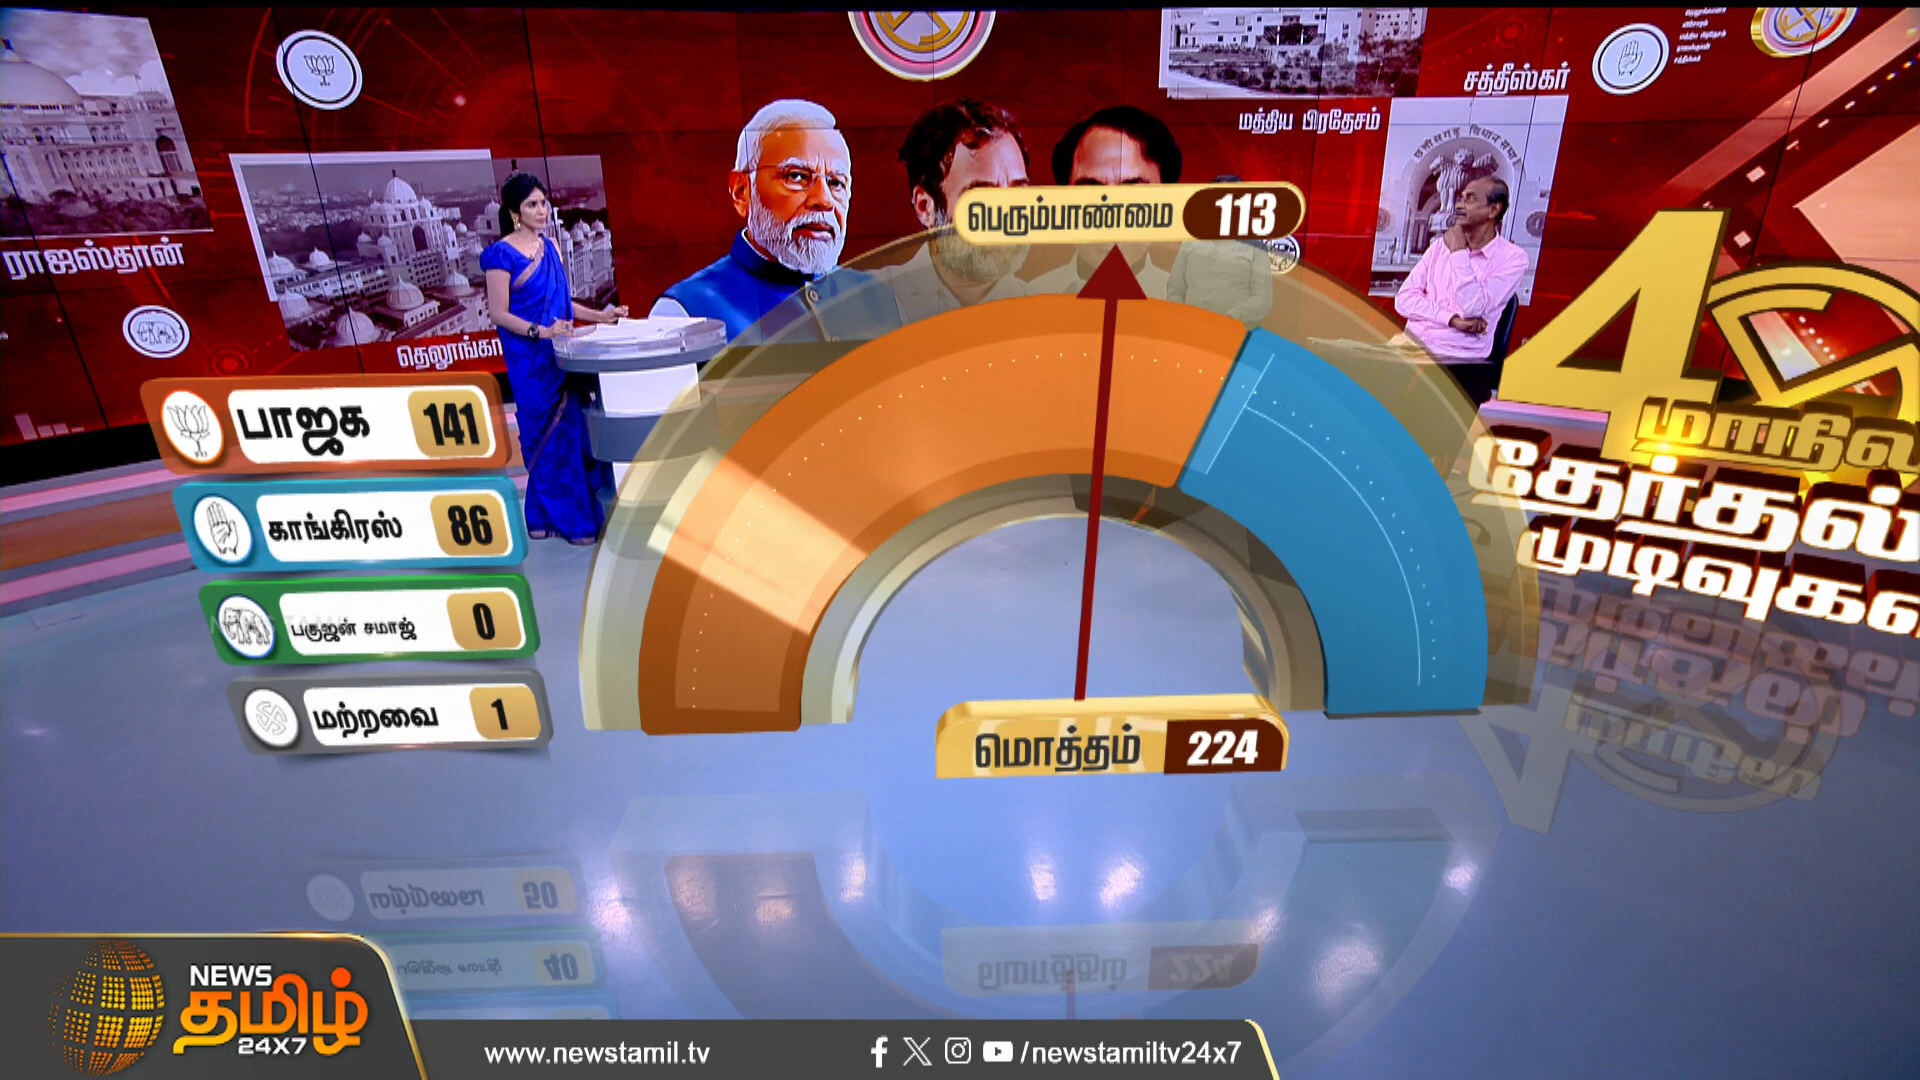 சத்தீஸ்கர்
மத்திய பிரதேசம்
ராஜஸ்தான்
தெலுங்கா
பெரும்பாண்மை 113
பாஜக 141
காங்கிரஸ் 86
பகுஜன் சமாஜ் 0
மற்றவை 1
மொத்தம் 224
4 மாநில
தேர்தல்
முடிவுகள
NEWS
தமிழ்
24X7
www.newstamil.tv
/newstamiltv24x7